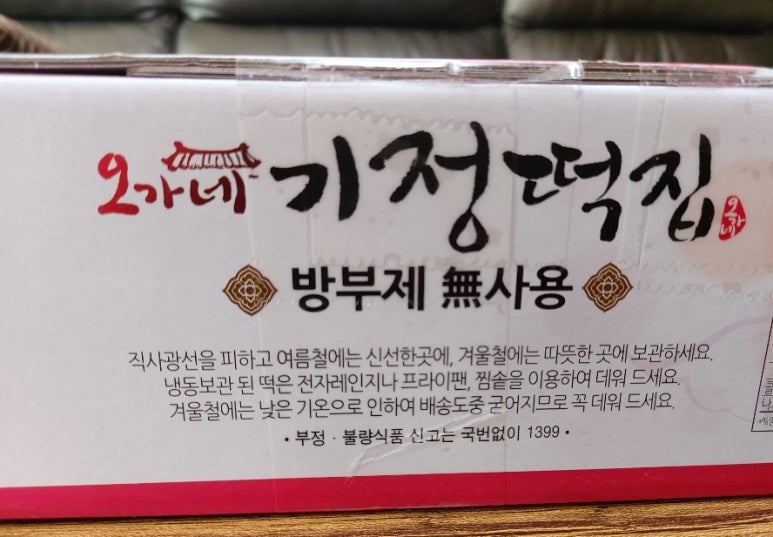 오가네 기정떡집 오가네
방부제 無사용
직사광선을 피하고 여름철에는 신선한곳에, 겨울철에는 따뜻한 곳에 보관하세요.
냉동보관 된 떡은 전자레인지나 프라이팬, 찜솥을 이용하여 데워 드세요.
겨울철에는 낮은 기온으로 인하여 배송도중 굳어지므로 꼭 데워 드세요.
• 부정 · 불량식품 신고는 국번없이 1399 •